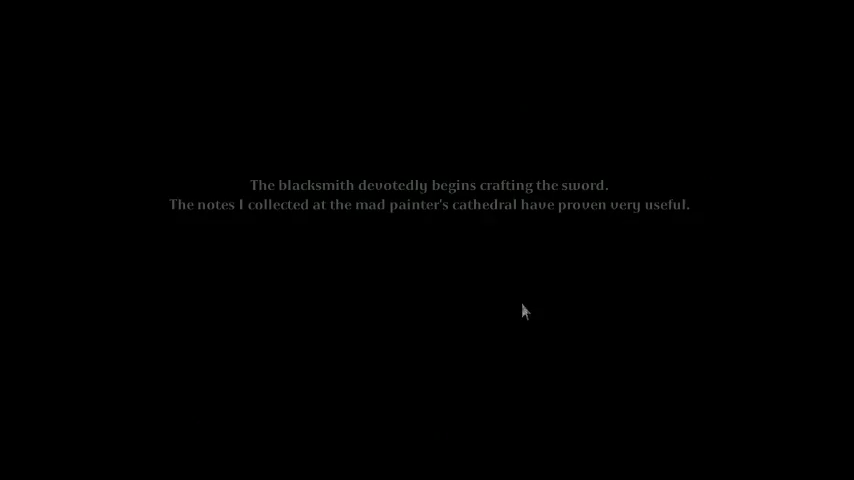 The blacksmith devotedly begins crafting the sword.
The notes I collected at the mad painter's cathedral have proven very useful.